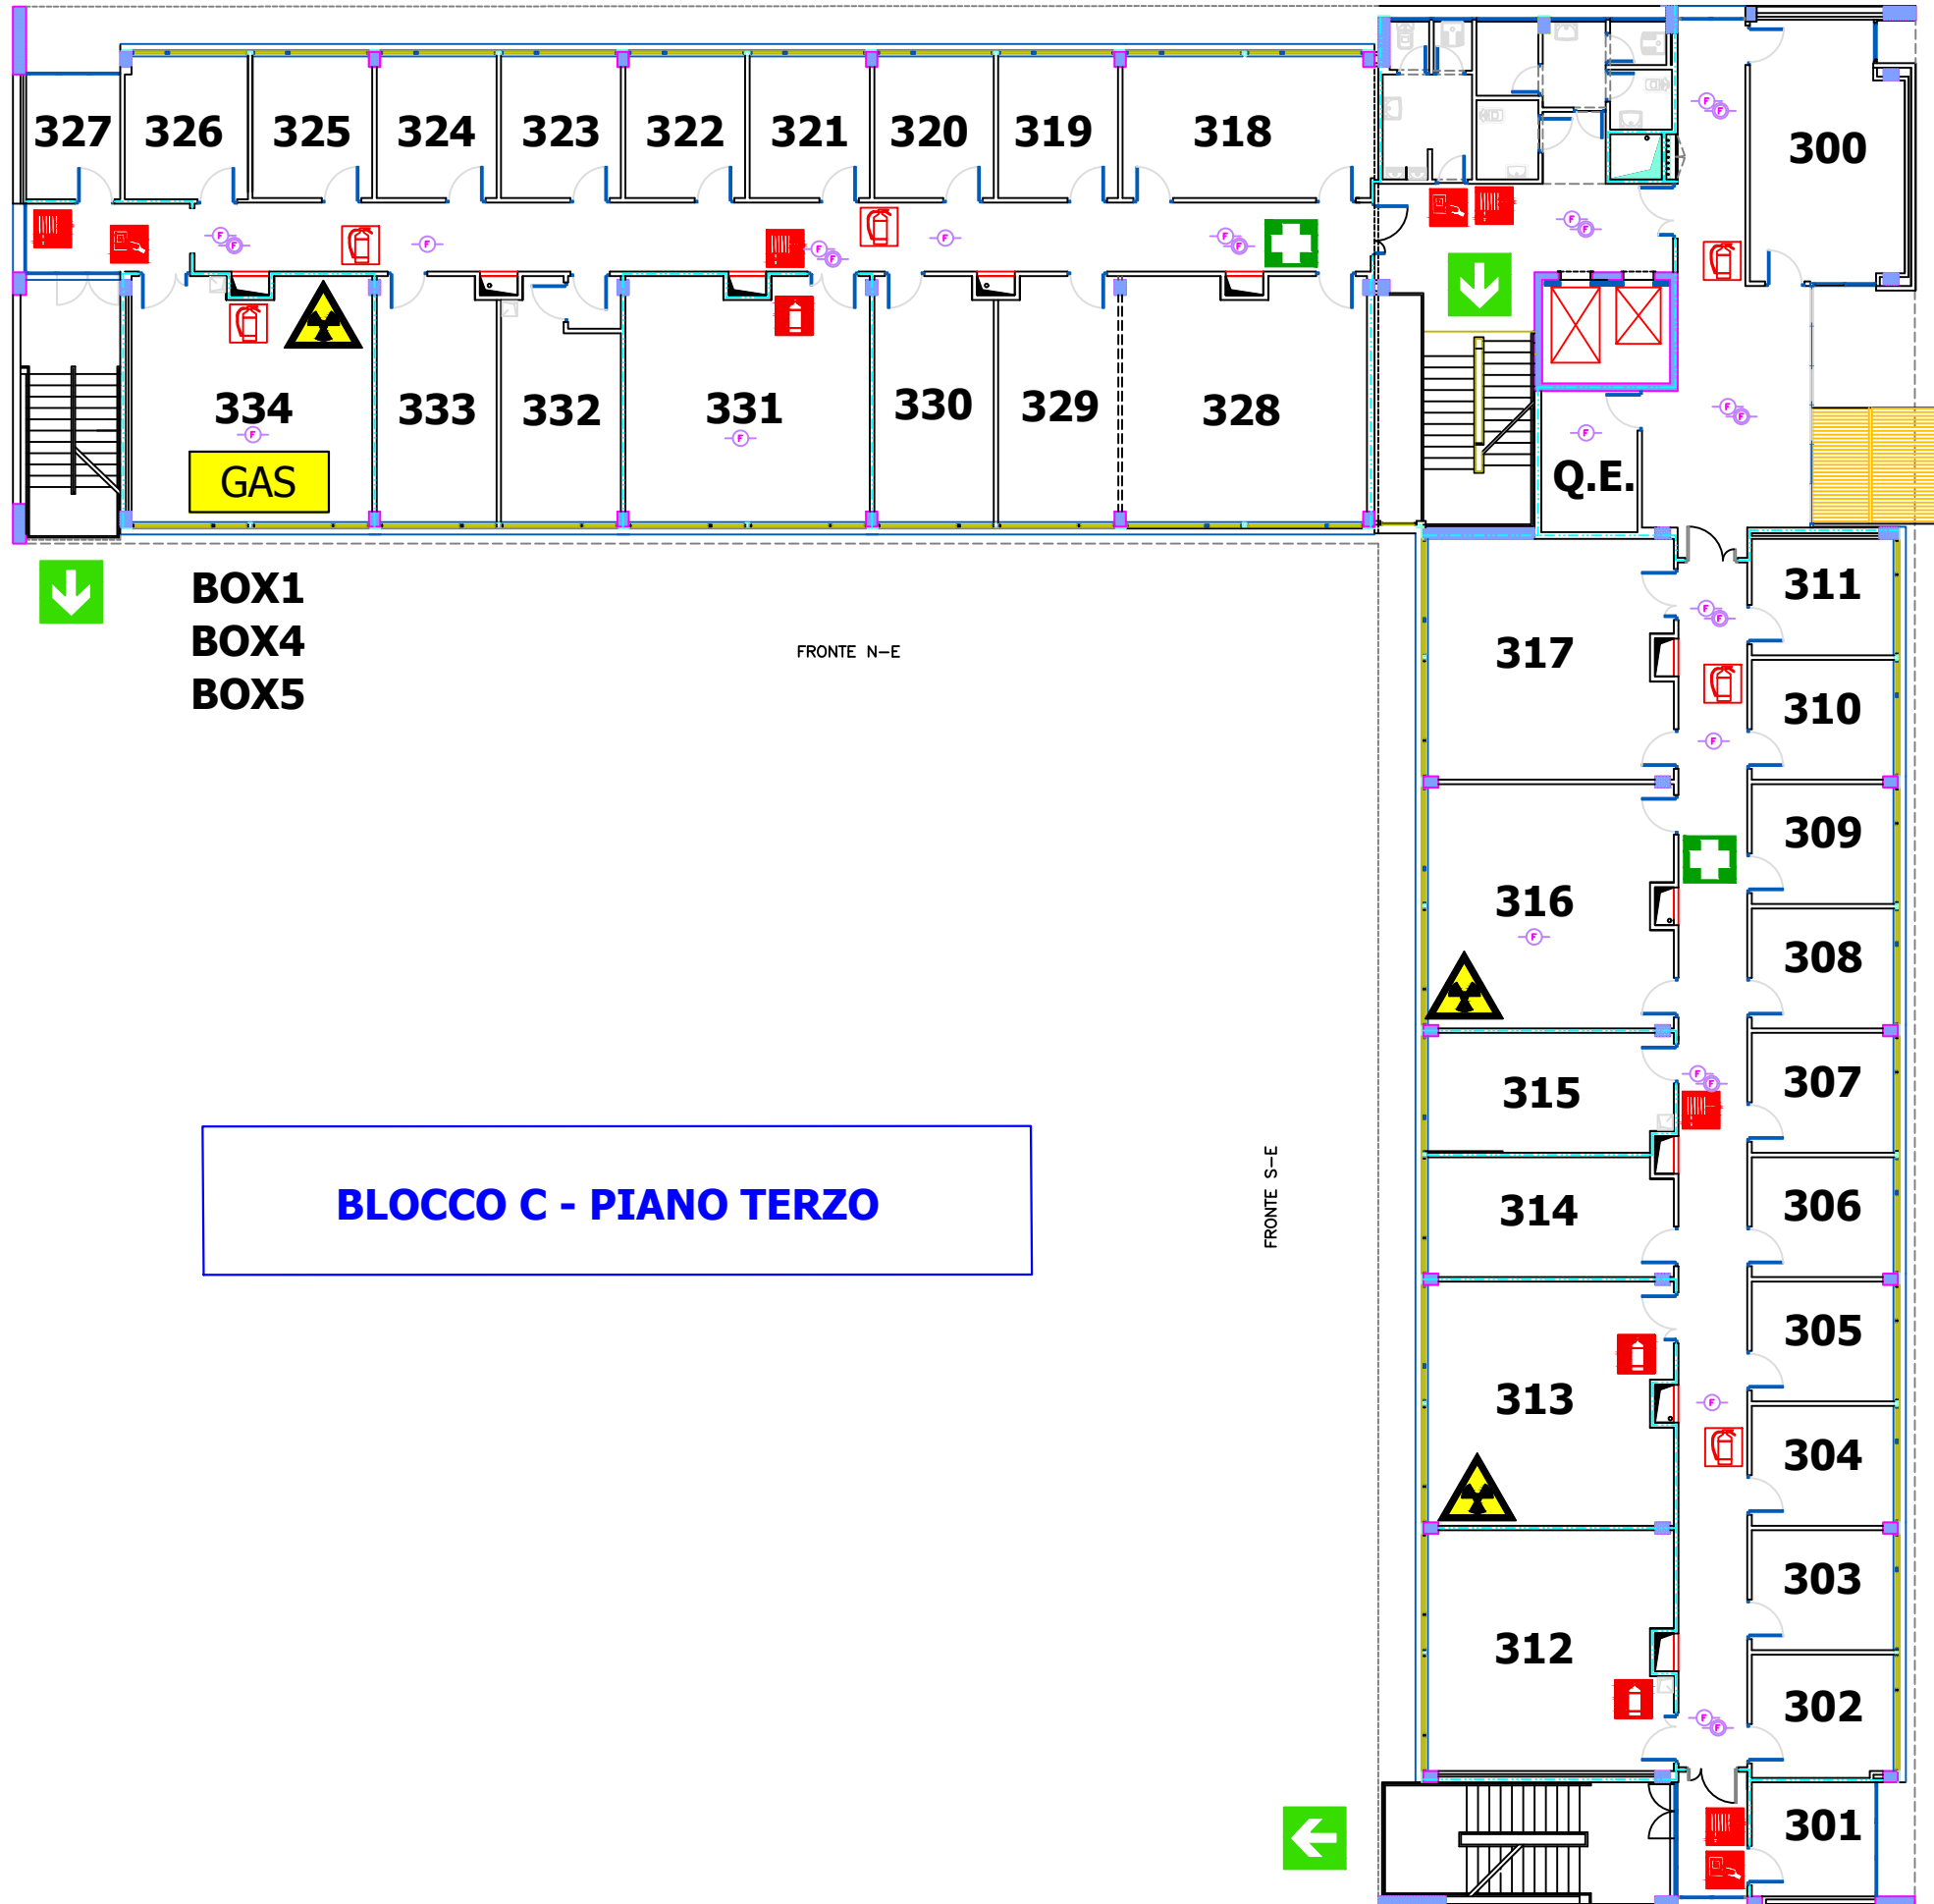 327 326 325 324 323 322 321 320 319 318 300
F F F F F F F F F F F F
334 333 332 331 330 329 328
F F F F F
GAS
Q.E.
BOX1
BOX4
BOX5
FRONTE N-E
317 311
F F
310
F
316 309
F
308
315 307
F F
314 306
FRONTE S-E
BLOCCO C - PIANO TERZO
313 305
F
304
303
312 302
F F
301